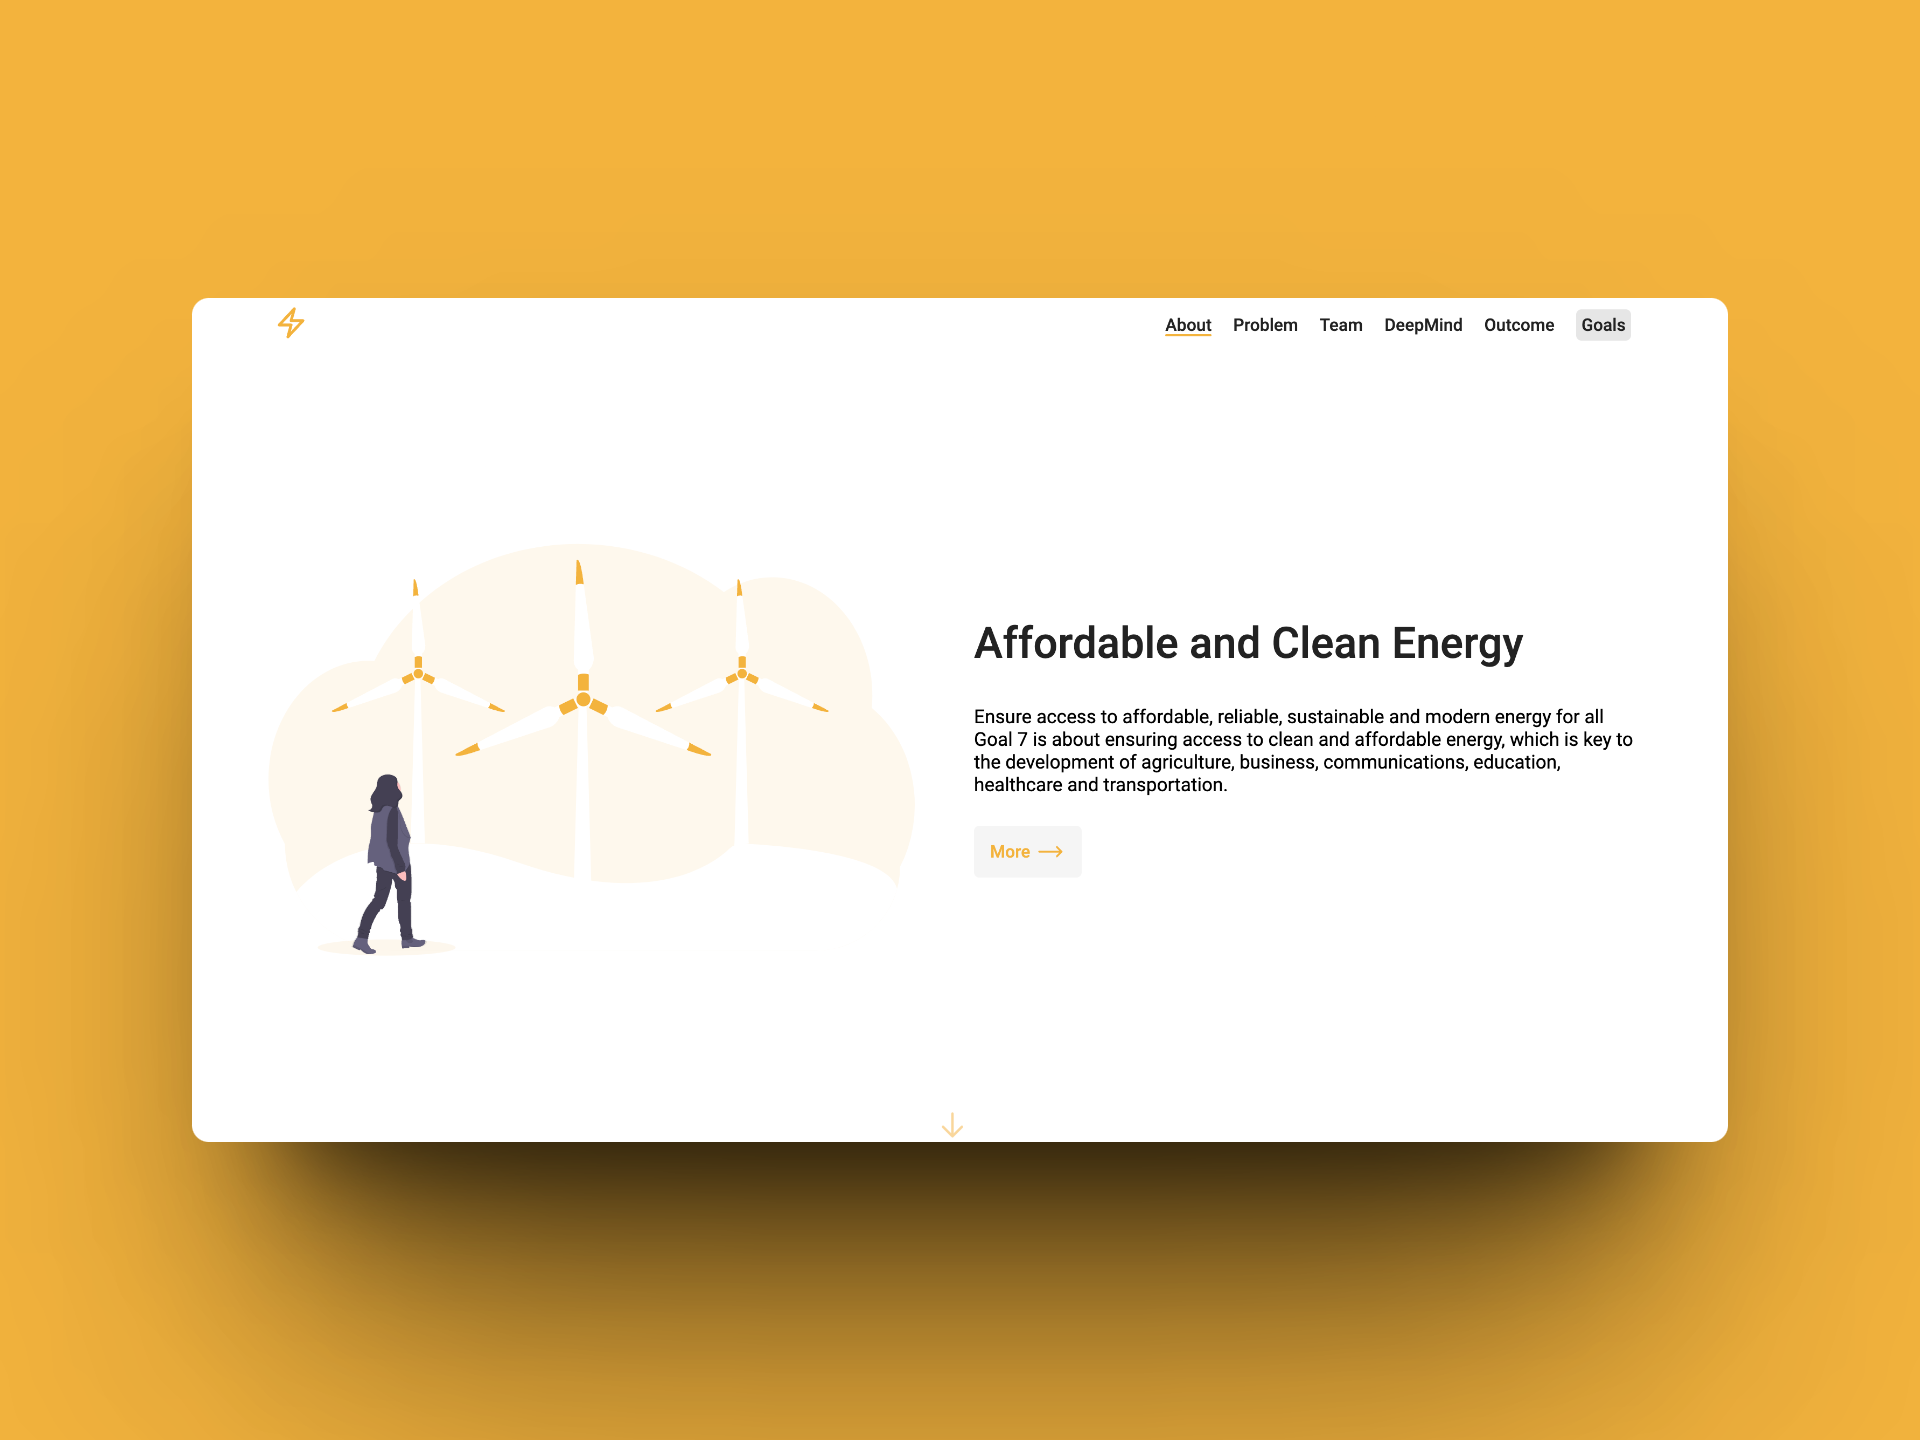 About Problem Team DeepMind Outcome Goals
Affordable and Clean Energy
Ensure access to affordable, reliable, sustainable and modern energy for all
Goal 7 is about ensuring access to clean and affordable energy, which is key to
the development of agriculture, business, communications, education,
healthcare and transportation.
More